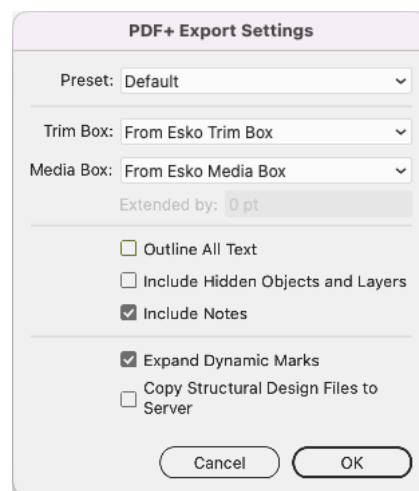 PDF+ Export Settings
Preset: Default
Trim Box: From Esko Trim Box
Media Box: From Esko Media Box
Extended by: 0 pt
Outline All Text
Include Hidden Objects and Layers
Include Notes
Expand Dynamic Marks
Copy Structural Design Files to
Server
Cancel OK